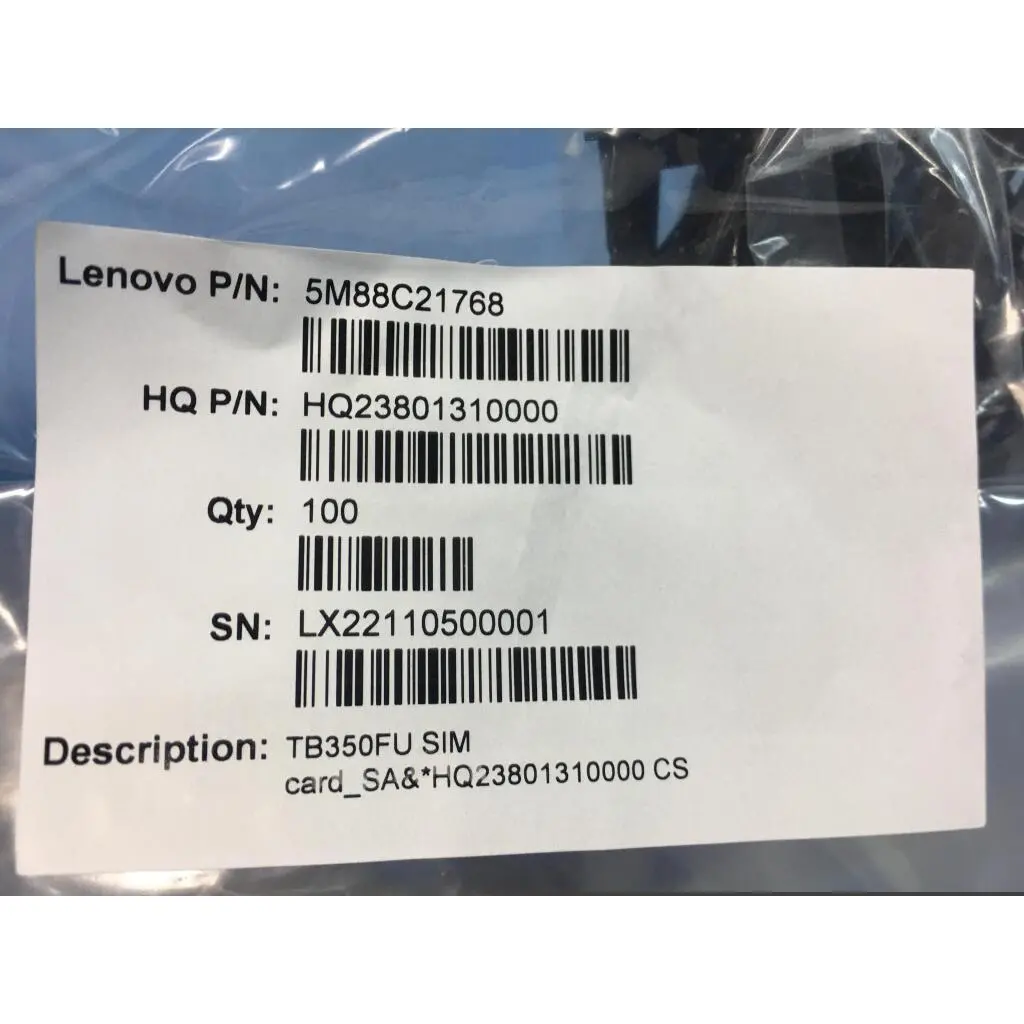 Lenovo P/N: 5M88C21768
HQ P/N: HQ23801310000
Qty: 100
SN: LX22110500001
Description: TB350FU SIM
card_SA&*HQ23801310000 CS